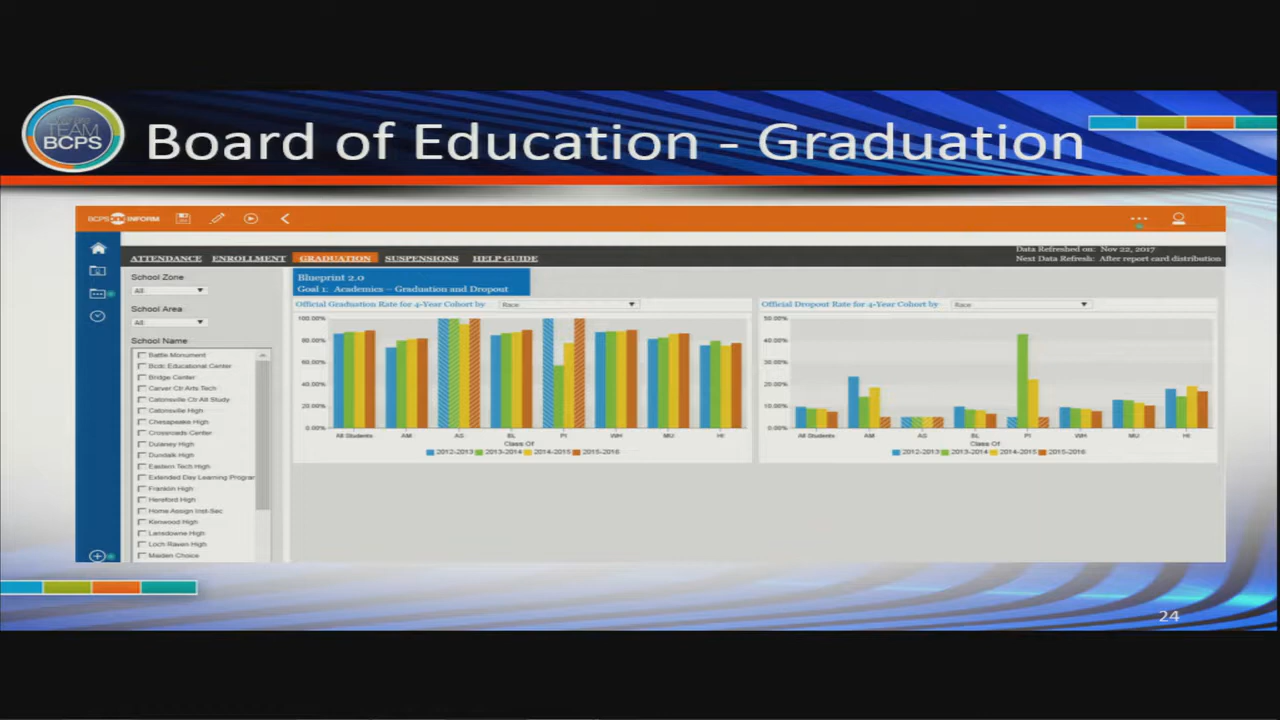 TEAM
BCPS
Board of Education - Graduation
BCPS INFORM
ATTENDANCE ENROLLMENT GRADUATION SUSPENSIONS HELP GUIDE
Data Refreshed on: Nov 22, 2017
Next Data Refresh: After report card distribution
School Zone
All
School Area
All
School Name
Battle Monument
Bcdc Educational Center
Bridge Center
Carver Ctr Arts Tech
Catonsville Ctr Alt Study
Catonsville High
Chesapeake High
Crossroads Center
Dulaney High
Dundalk High
Eastern Tech High
Extended Day Learning Progran
Franklin High
Hereford High
Home Assign Inst-Sec
Kenwood High
Lansdowne High
Loch Raven High
Maiden Choice
Blueprint 2.0
Goal 1: Academics – Graduation and Dropout
Official Graduation Rate for 4-Year Cohort by Race
100.00%
80.00%
60.00%
40.00%
20.00%
0.00%
All Students AM AS BL PI WH MU HI
Class Of
2012-2013 2013-2014 2014-2015 2015-2016
Official Dropout Rate for 4-Year Cohort by Race
50.00%
40.00%
30.00%
20.00%
10.00%
0.00%
All Students AM AS BL PI WH MU HI
Class Of
2012-2013 2013-2014 2014-2015 2015-2016
24